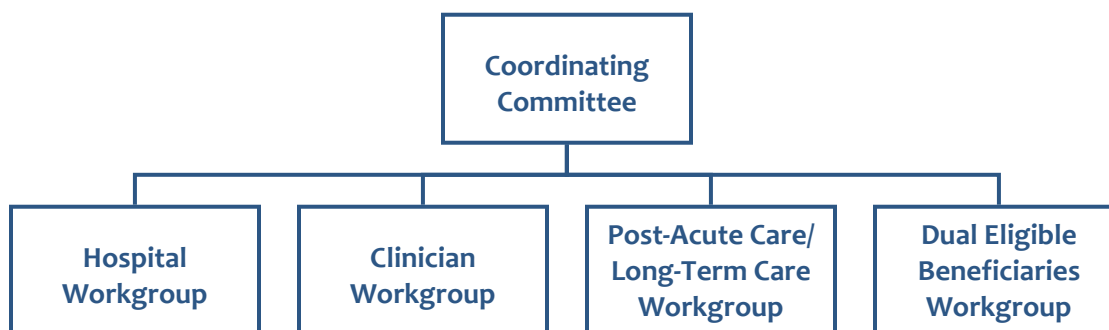 Coordinating
Committee
Hospital
Workgroup
Clinician
Workgroup
Post-Acute Care/
Long-Term Care
Workgroup
Dual Eligible
Beneficiaries
Workgroup